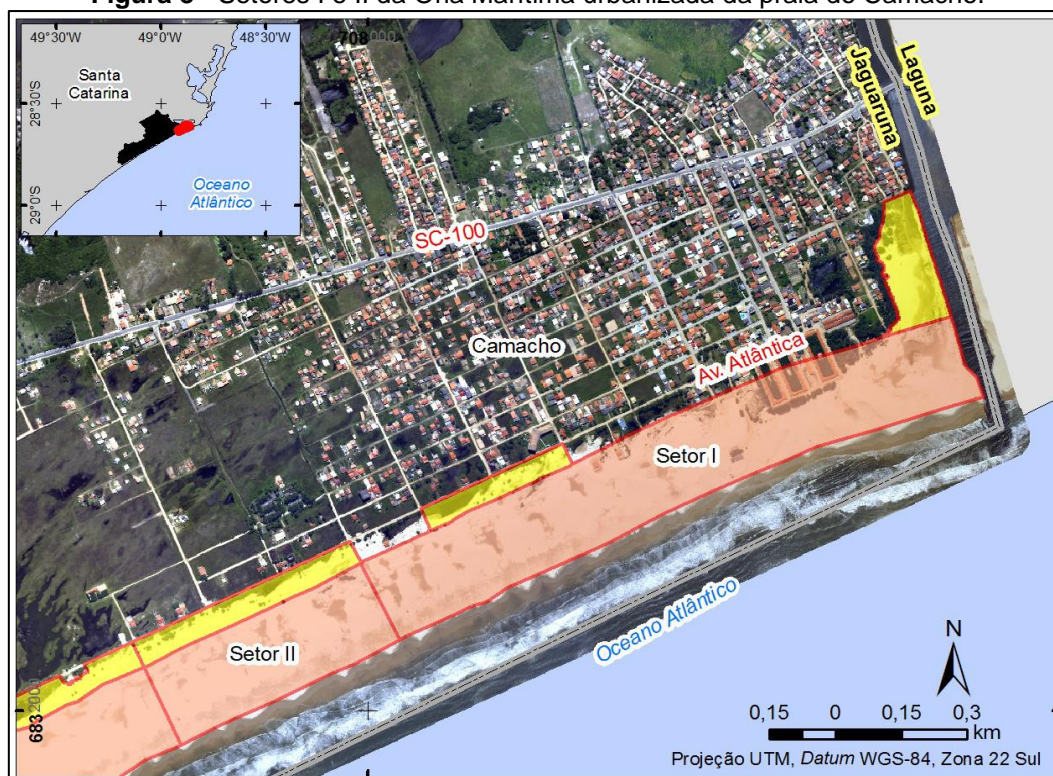 Setores I e II da Orla Marítima urbanizada da praia do Camacho.
49°30'W
49°0'W
48°30'W
708000
Santa
Catarina
28°30'S
29°0'S
Oceano
Atlântico
Laguna
Jaguaruna
SC-100
Camacho
Av. Atlântica
Setor I
Setor II
Oceano Atlântico
N
0,15 0 0,15 0,3
km
Projeção UTM, Datum WGS-84, Zona 22 Sul